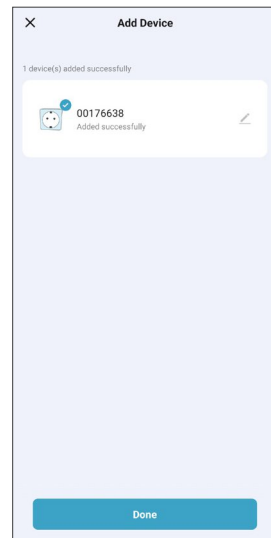 Add Device
1 device(s) added successfully
00176638
Added successfully
Done